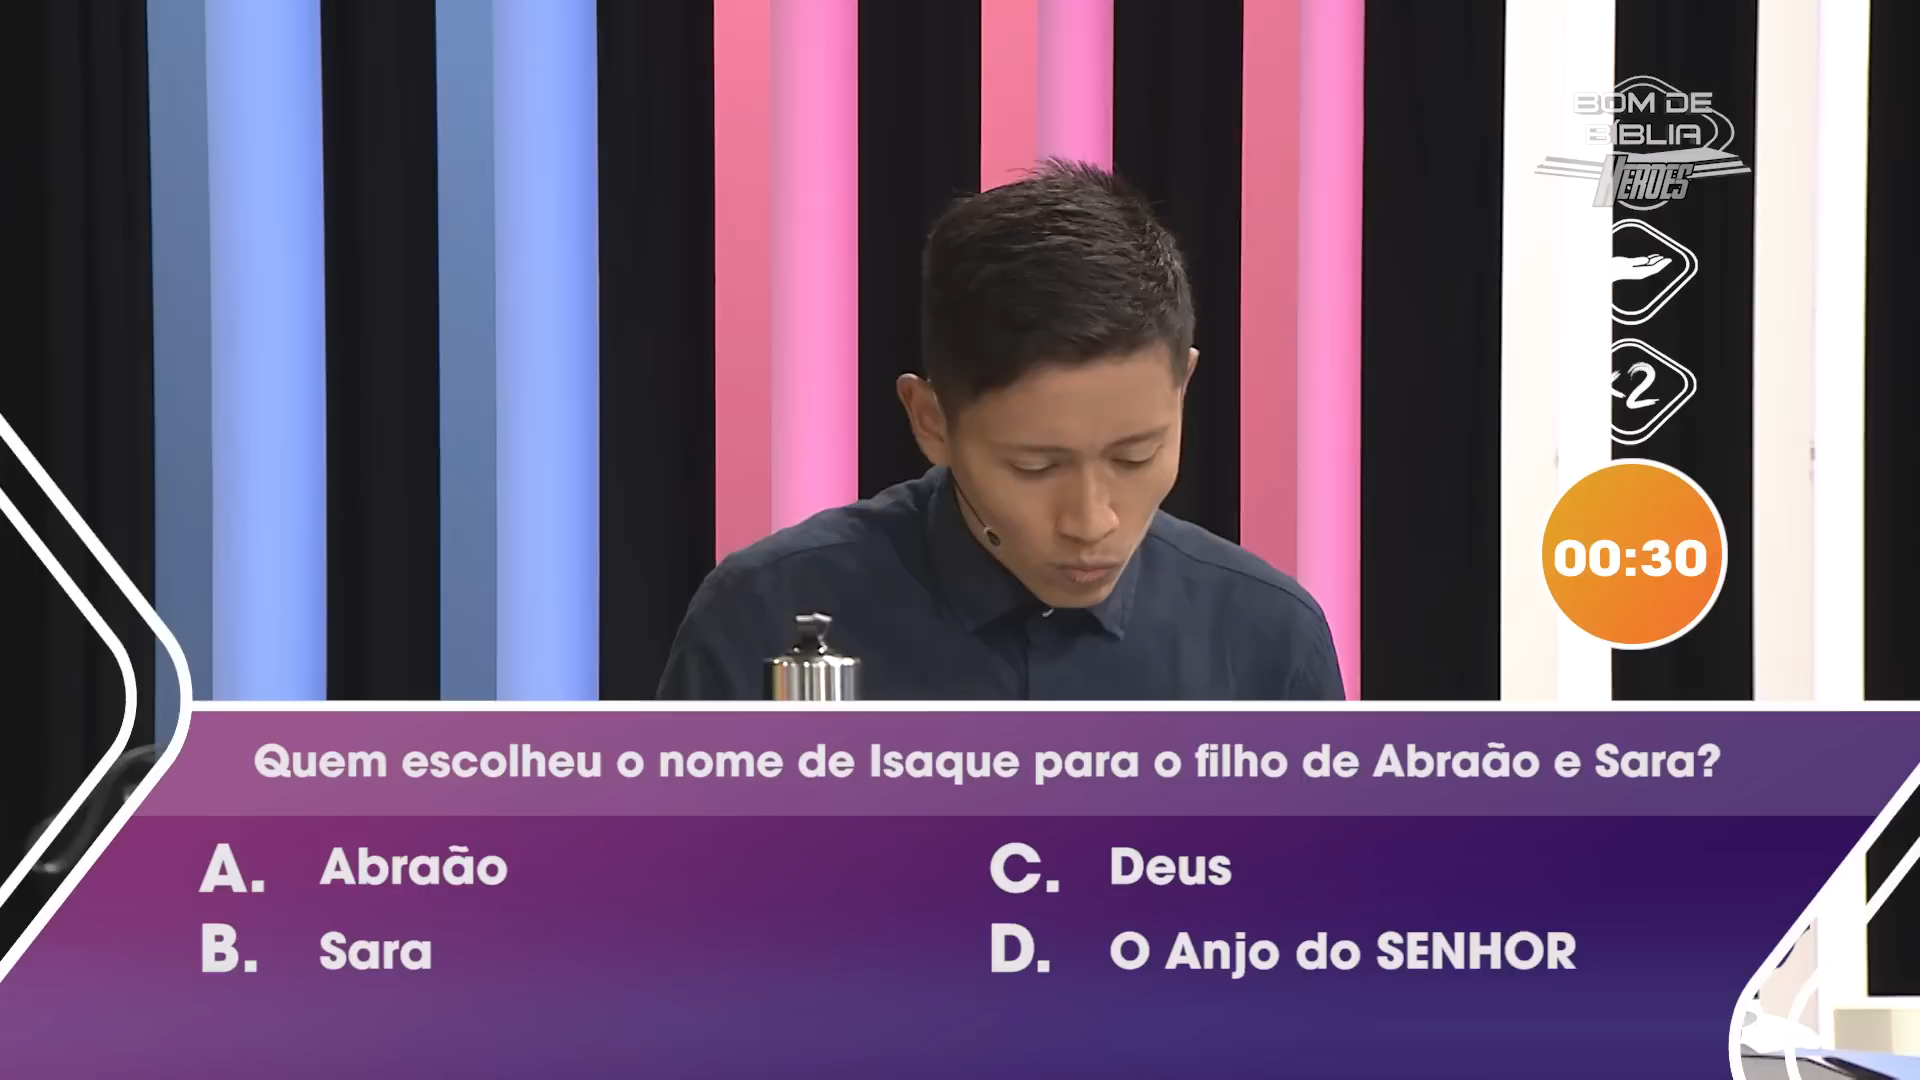 BOM DE
BÍBLIA
HEROES
x2
00:30
Quem escolheu o nome de Isaque para o filho de Abraão e Sara?
A. Abraão
C. Deus
B. Sara
D. O Anjo do SENHOR